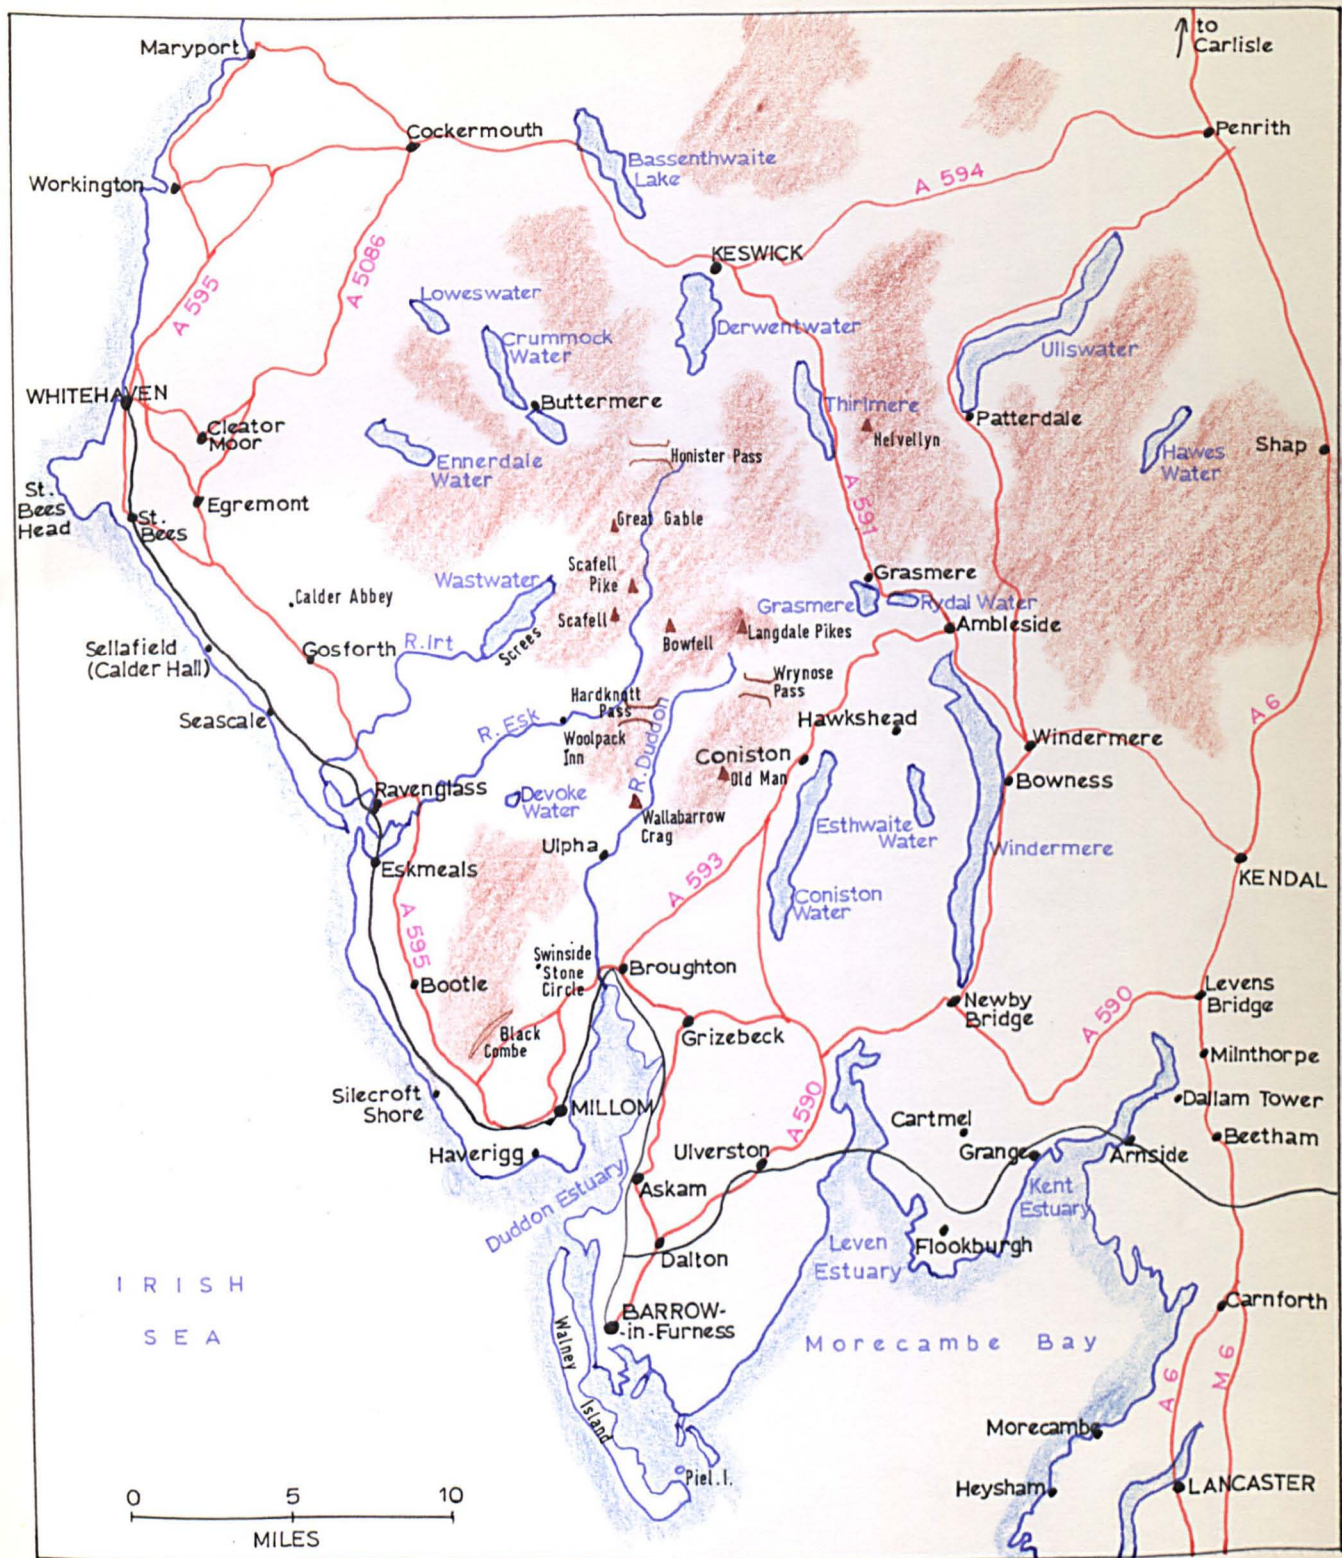 to
Carlisle
Maryport
Cockermouth
Penrith
Bassenthwaite
Lake
Workington
A 594
KESWICK
A 5086
A 595
Loweswater
Derwentwater
Crummock
Water
Ullswater
WHITEHAVEN
Buttermere
Thirlmere
Patterdale
Cleator
Moor
Helvellyn
Shap
Honister Pass
Hawes
Water
Ennerdale
Water
St.
Bees
Head
Egremont
A 591
Great Gable
St.
Bees
Scafell
Pike
Wastwater
Grasmere
Calder Abbey
Grasmere
Rydal Water
Scafell
Ambleside
Langdale Pikes
Bowfell
R. Irt
Screes
Gosforth
Sellafield
(Calder Hall)
Wrynose
Pass
Hardknott
Pass
A 6
Seascale
R. Esk
Hawkshead
Woolpack
Inn
R. Duddon
Windermere
Coniston
Old Man
Bowness
Ravenglass
Devoke
Water
Wallabarrow
Crag
Esthwaite
Water
Ulpha
Windermere
Eskmeals
A 593
KENDAL
Coniston
Water
A 595
Swinside
Stone
Circle
Broughton
Bootle
Levens
Bridge
Newby
Bridge
A 590
Black
Combe
Grizebeck
Milnthorpe
Silecroft
Shore
MILLOM
A 590
Dallam Tower
Cartmel
Beetham
Haverigg
Ulverston
Grange
Arnside
Duddon Estuary
Askam
Kent
Estuary
Leven
Estuary
Flookburgh
Dalton
IRISH
SEA
BARROW-
-in-Furness
Carnforth
Walney
Island
Morecambe Bay
A 6
M 6
Morecambe
Piel. I.
Heysham
LANCASTER
0 5 10
MILES